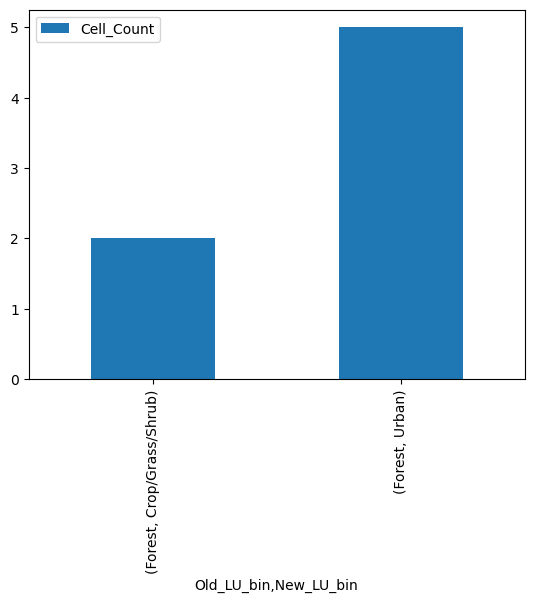 Cell_Count
5
4
3
2
1
0
(Forest, Crop/Grass/Shrub)
(Forest, Urban)
Old_LU_bin,New_LU_bin